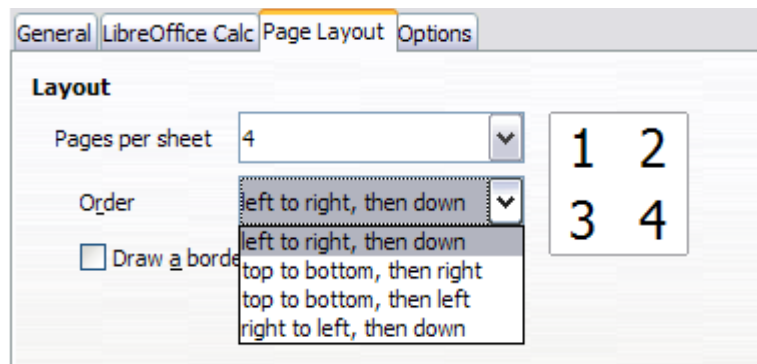 General LibreOffice Calc Page Layout Options
Layout
Pages per sheet 4
1 2
3 4
Order left to right, then down
left to right, then down
top to bottom, then right
top to bottom, then left
right to left, then down
Draw a borde